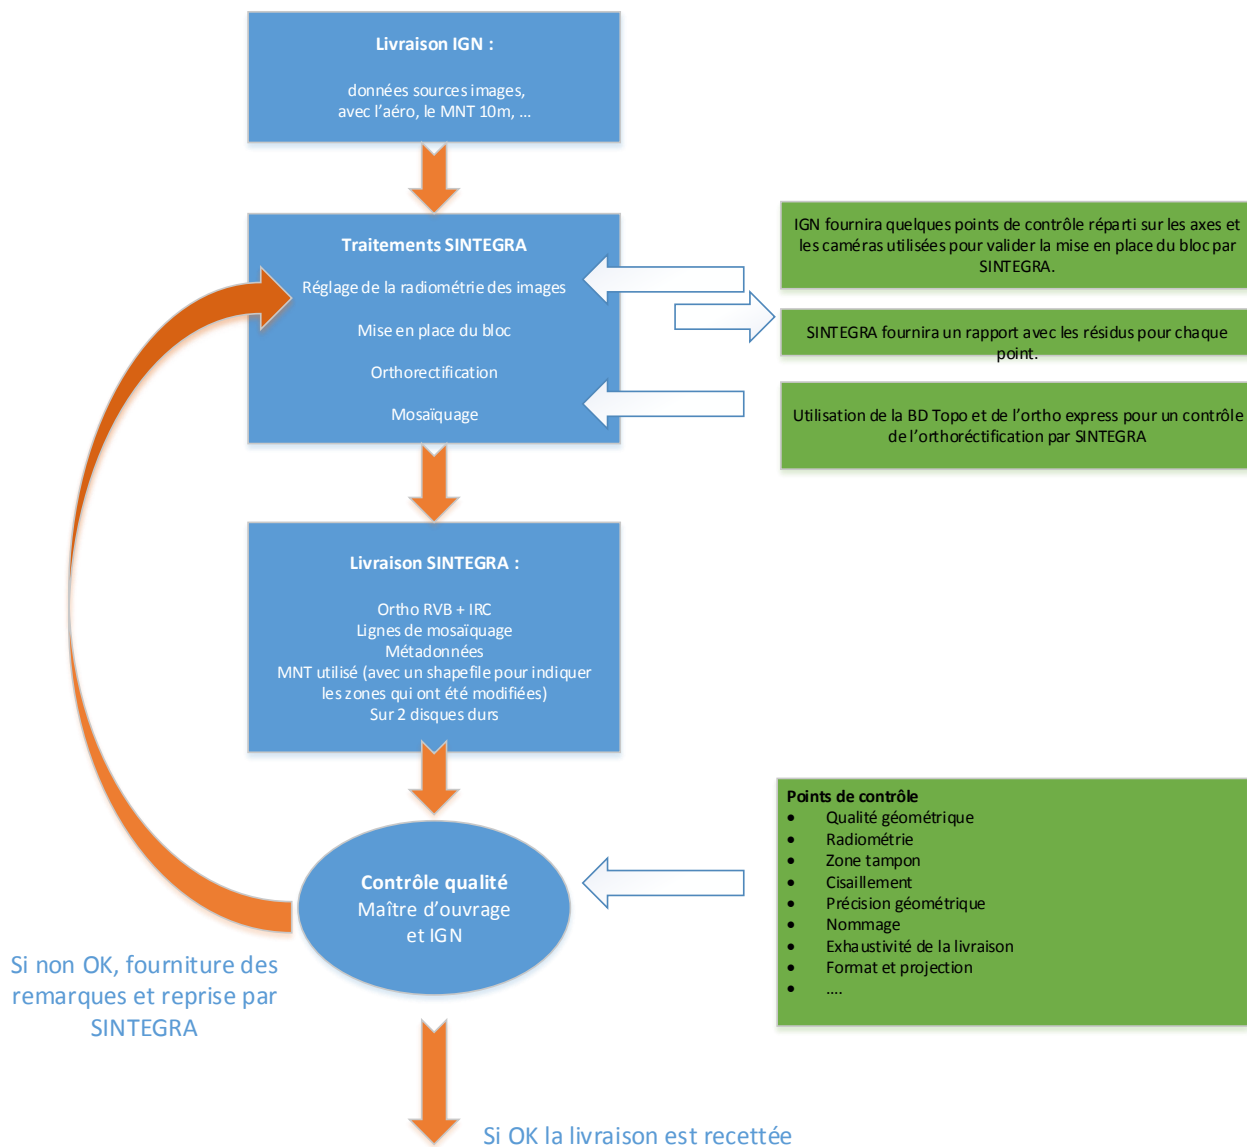 Livraison IGN :
données sources images,
avec l'aéro, le MNT 10m, ...
Traitements SINTEGRA
Réglage de la radiométrie des images
Mise en place du bloc
Orthorectification
Mosaïquage
IGN fournira quelques points de contrôle réparti sur les axes et
les caméras utilisées pour valider la mise en place du bloc par
SINTEGRA.
SINTEGRA fournira un rapport avec les résidus pour chaque
point.
Utilisation de la BD Topo et de l'ortho express pour un contrôle
de l'orthoréctification par SINTEGRA
Livraison SINTEGRA :
Ortho RVB + IRC
Lignes de mosaïquage
Métadonnées
MNT utilisé (avec un shapefile pour indiquer
les zones qui ont été modifiées)
Sur 2 disques durs
Contrôle qualité
Maître d'ouvrage
et IGN
Points de contrôle
• Qualité géométrique
• Radiométrie
• Zone tampon
• Cisaillement
• Précision géométrique
• Nommage
• Exhaustivité de la livraison
• Format et projection
• ....
Si non OK, fourniture des
remarques et reprise par
SINTEGRA
Si OK la livraison est recettée